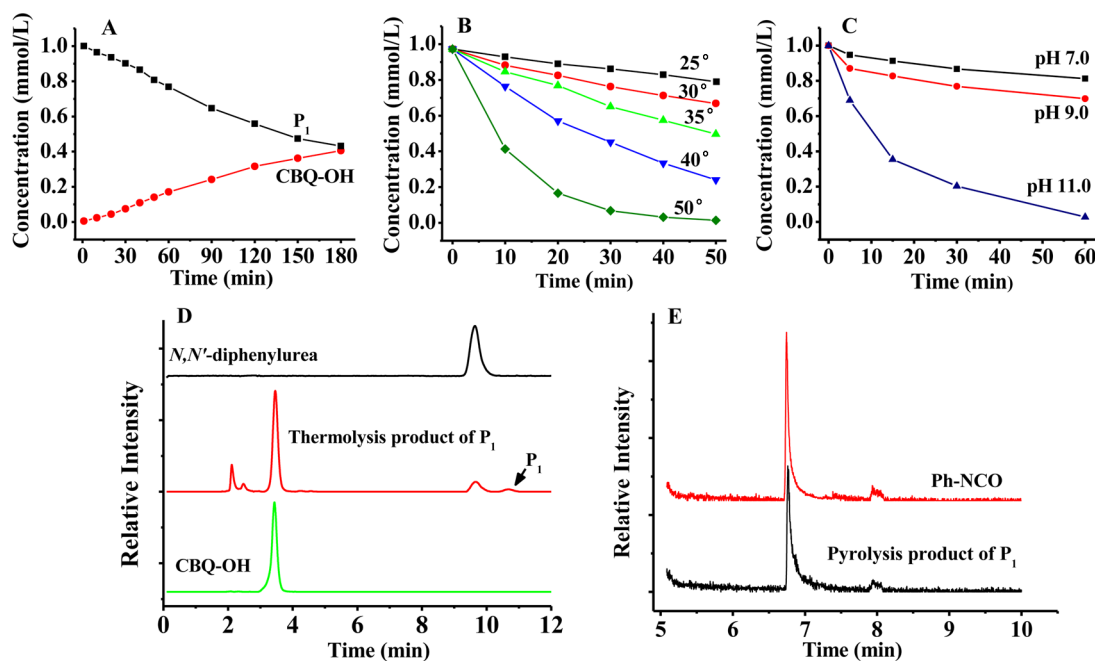 A
Concentration (mmol/L)
1.0
0.8
0.6
0.4
0.2
0.0
P1
CBQ-OH
0 30 60 90 120 150 180
Time (min)
B
Concentration (mmol/L)
1.0
0.8
0.6
0.4
0.2
0.0
25°
30°
35°
40°
50°
0 10 20 30 40 50
Time (min)
C
Concentration (mmol/L)
1.0
0.8
0.6
0.4
0.2
0.0
pH 7.0
pH 9.0
pH 11.0
0 10 20 30 40 50 60
Time (min)
D
Relative Intensity
N,N'-diphenylurea
Thermolysis product of P1
P1
CBQ-OH
0 2 4 6 8 10 12
Time (min)
E
Relative Intensity
Ph-NCO
Pyrolysis product of P1
5 6 7 8 9 10
Time (min)